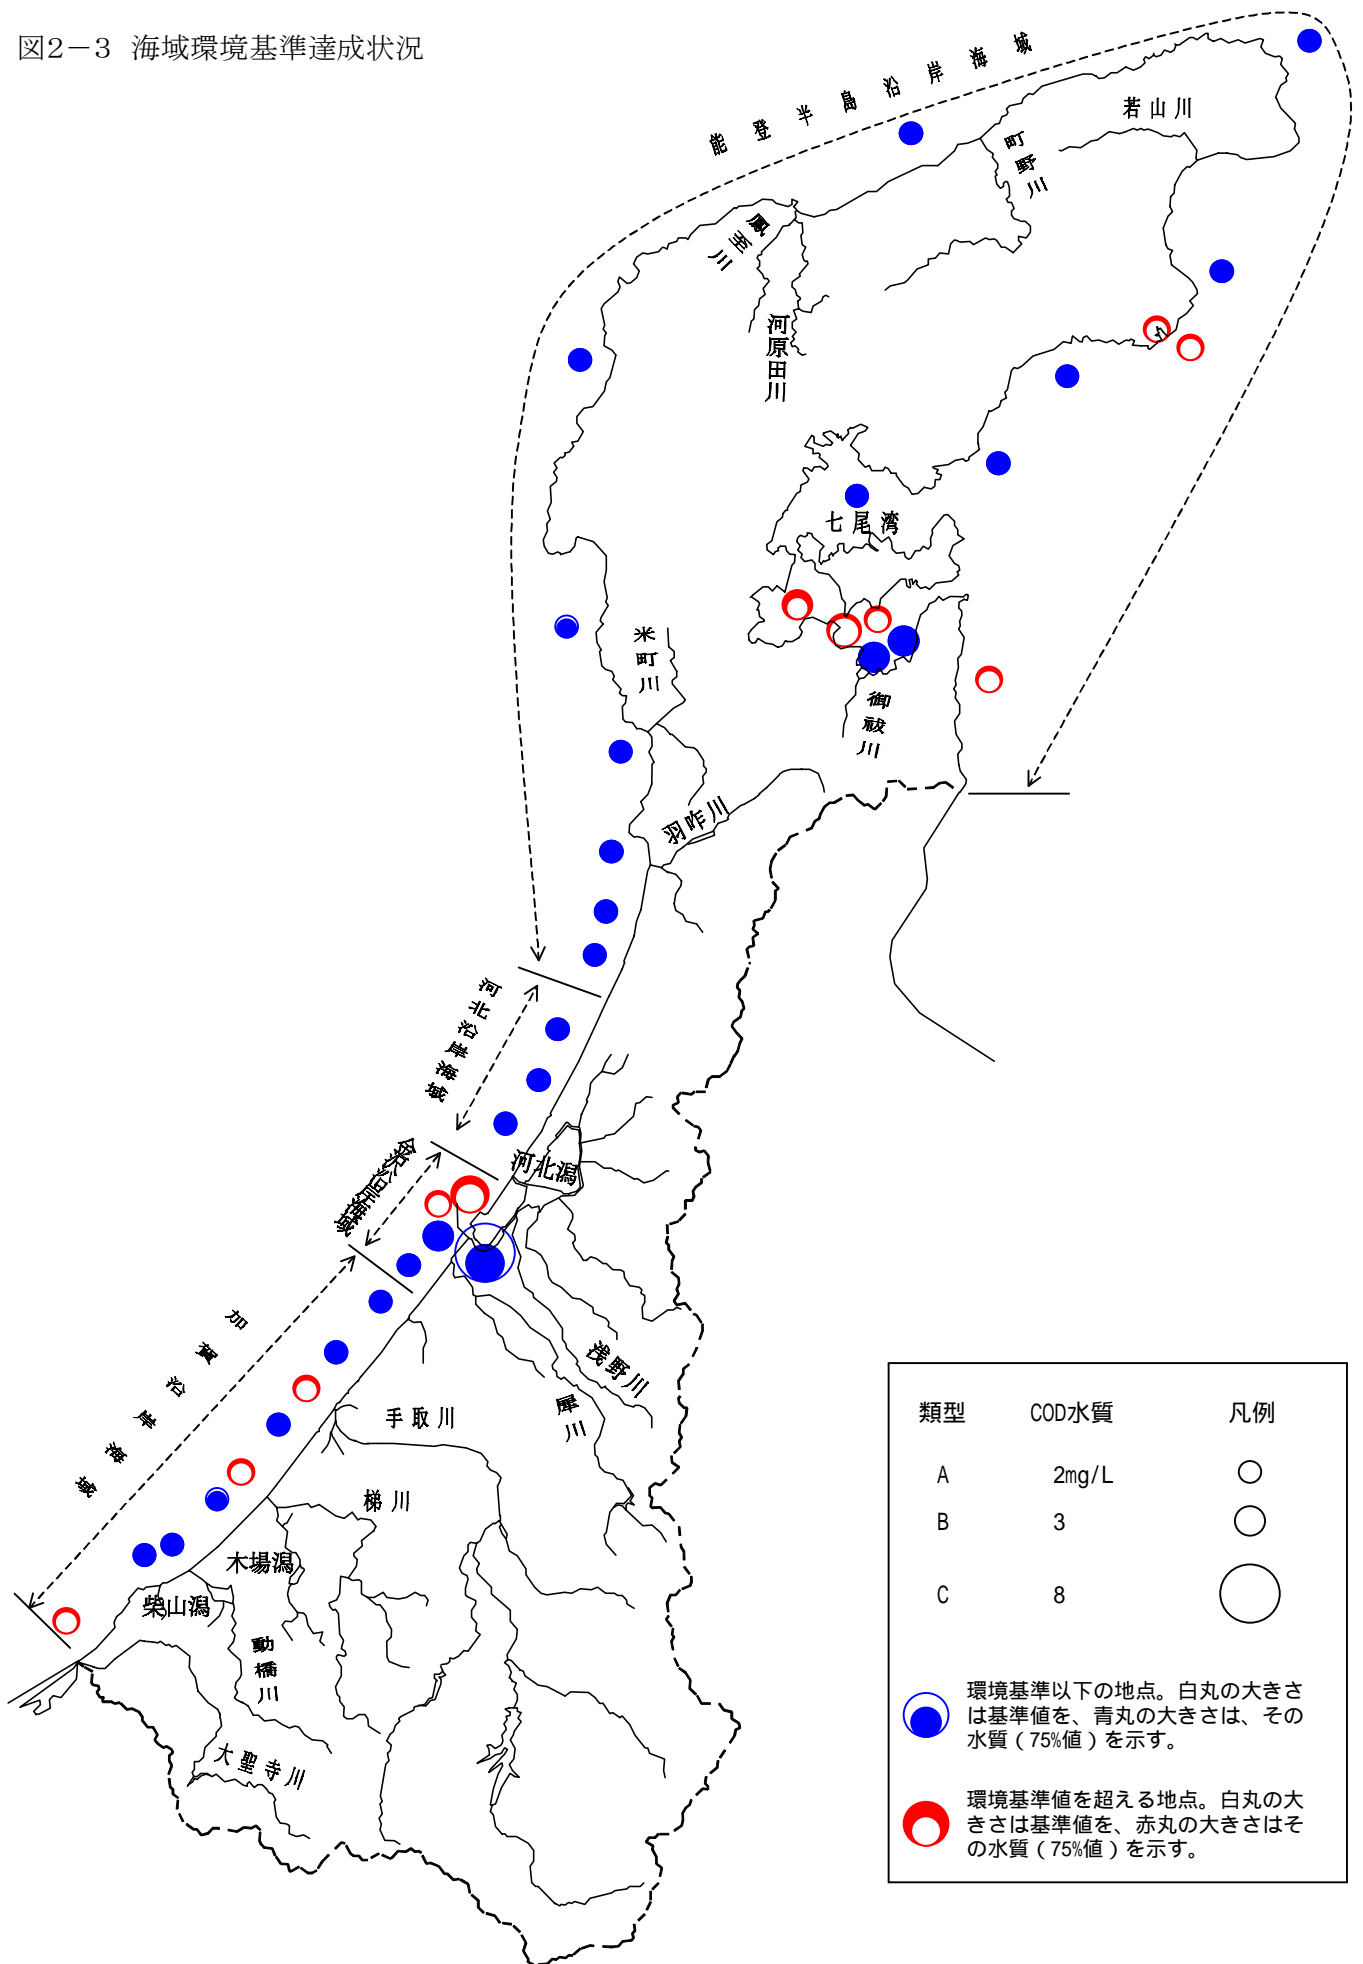 図2－3 海域環境基準達成状況
能登半島沿岸海域
若山川
町野川
鳳至川
河原田川
七尾湾
米町川
御祓川
羽咋川
河北沿岸海域
河北潟
金沢沿岸海域
加賀沿岸海域
浅野川
犀川
手取川
梯川
木場潟
柴山潟
動橋川
大聖寺川
類型 COD水質 凡例
A 2mg/L
B 3
C 8
環境基準以下の地点。白丸の大きさ
は基準値を、青丸の大きさは、その
水質（75%値）を示す。
環境基準値を超える地点。白丸の大
きさは基準値を、赤丸の大きさはそ
の水質（75%値）を示す。